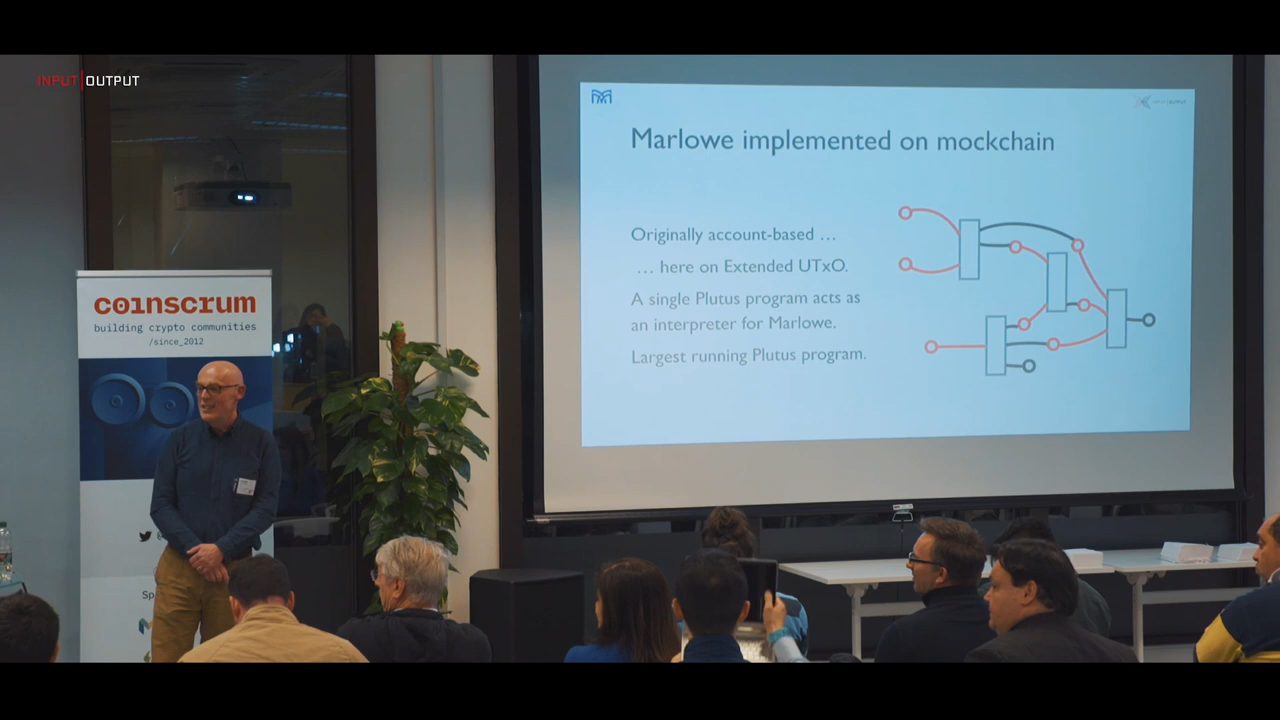 INPUT|OUTPUT
Marlowe implemented on mockchain
Originally account-based …
… here on Extended UTxO.
A single Plutus program acts as
an interpreter for Marlowe.
Largest running Plutus program.
coinscrum
building crypto communities
/since_2012
Sp